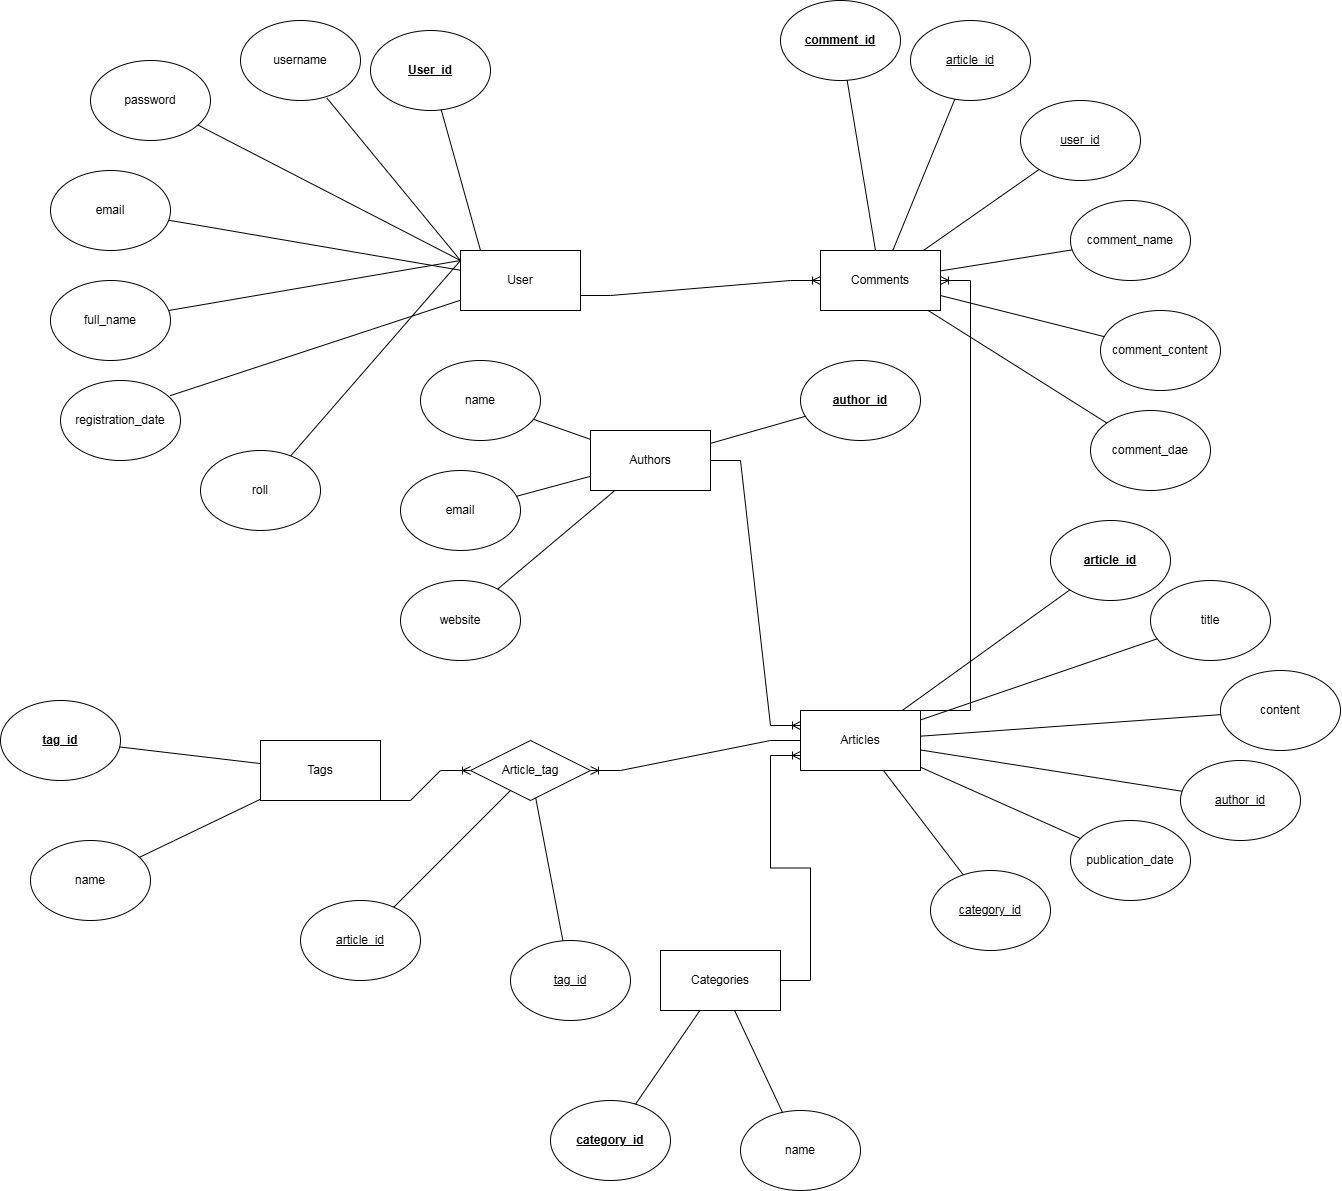 comment_id
username
article_id
User_id
password
user_id
email
comment_name
User
Comments
full_name
comment_content
name
author_id
registration_date
Authors
comment_dae
roll
email
article_id
website
title
content
tag_id
Articles
Tags
Article_tag
author_id
publication_date
name
category_id
article_id
tag_id
Categories
category_id
name